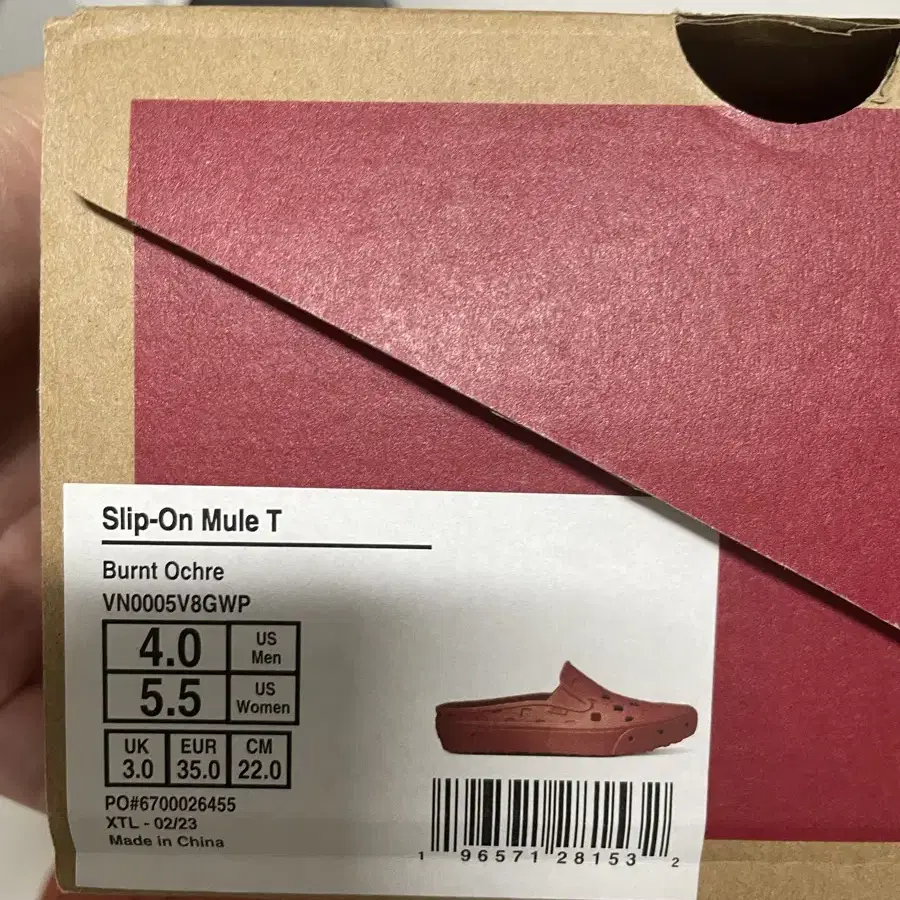 Slip-On Mule T
Burnt Ochre
VN0005V8GWP
4.0 US Men
5.5 US Women
UK EUR CM
3.0 35.0 22.0
PO#6700026455
XTL - 02/23
Made in China
1 96571 28153 2